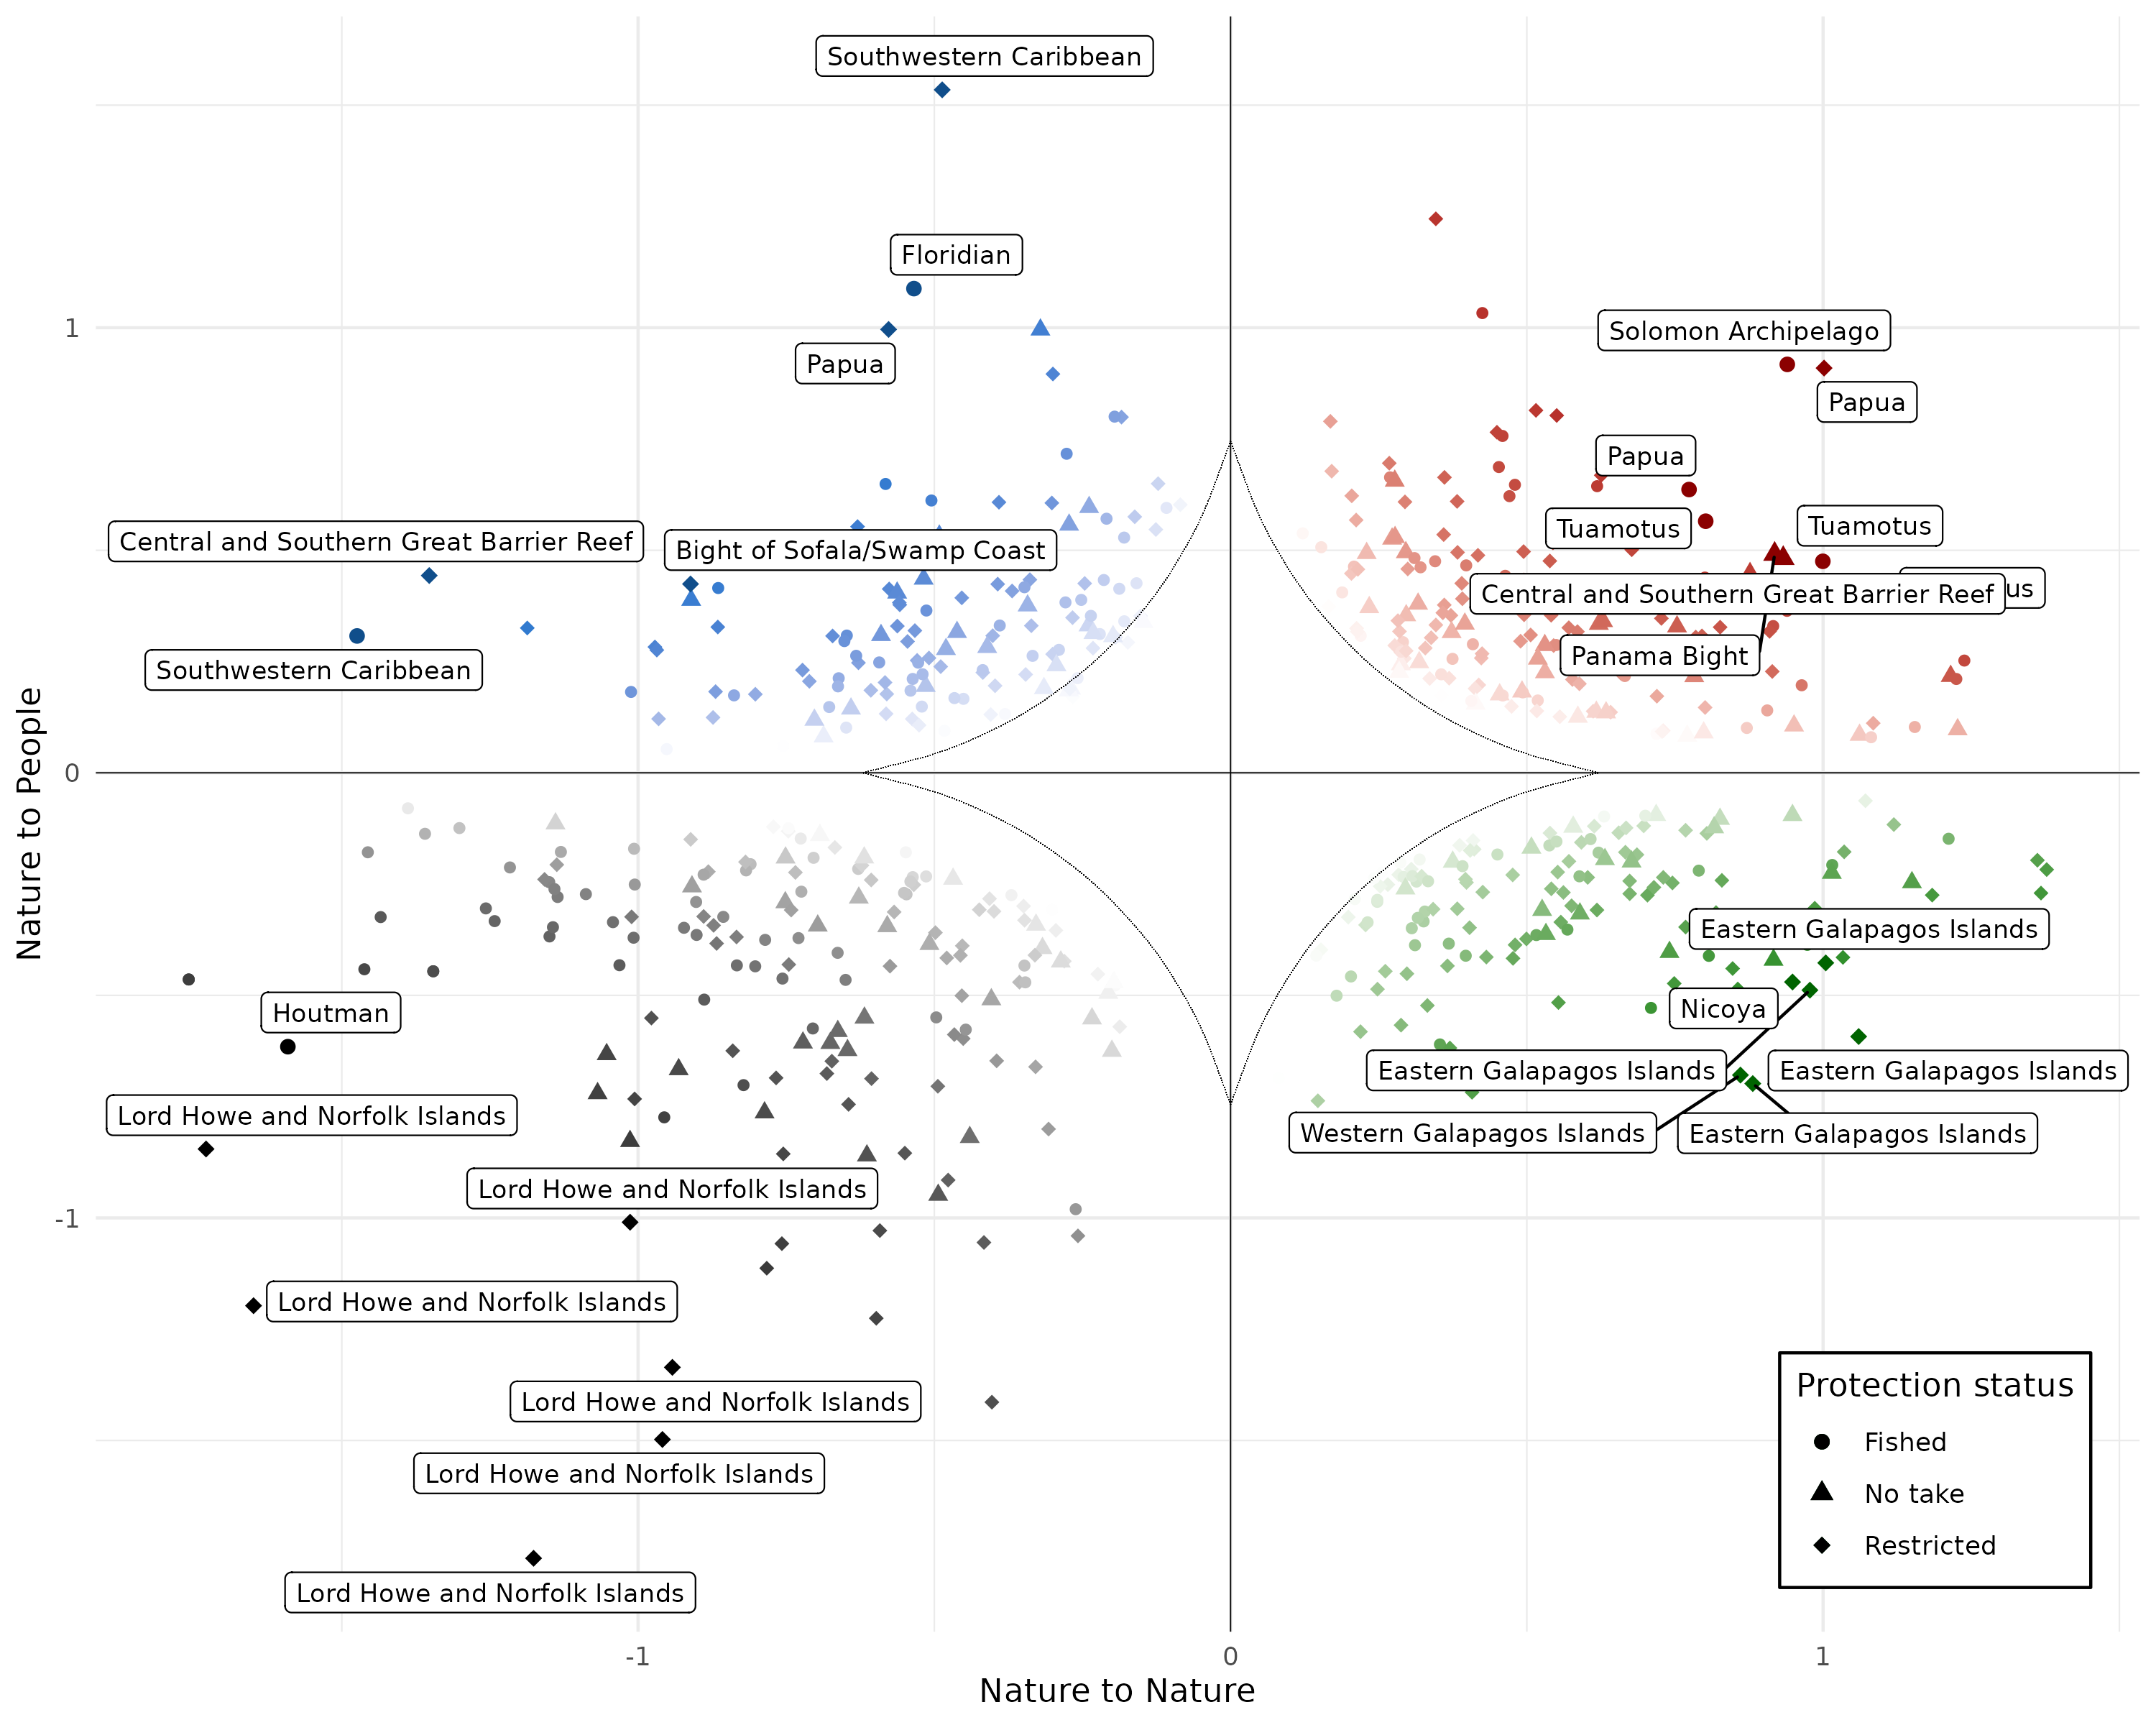 Southwestern Caribbean
Floridian
Papua
Solomon Archipelago
Papua
Papua
Tuamotus
Tuamotus
Central and Southern Great Barrier Reef
Bight of Sofala/Swamp Coast
Central and Southern Great Barrier Reef
Southwestern Caribbean
Panama Bight
Eastern Galapagos Islands
Nicoya
Houtman
Eastern Galapagos Islands
Eastern Galapagos Islands
Lord Howe and Norfolk Islands
Western Galapagos Islands
Eastern Galapagos Islands
Lord Howe and Norfolk Islands
Lord Howe and Norfolk Islands
Lord Howe and Norfolk Islands
Lord Howe and Norfolk Islands
Lord Howe and Norfolk Islands
Protection status
Fished
No take
Restricted
1
0
-1
Nature to People
-1
0
1
Nature to Nature